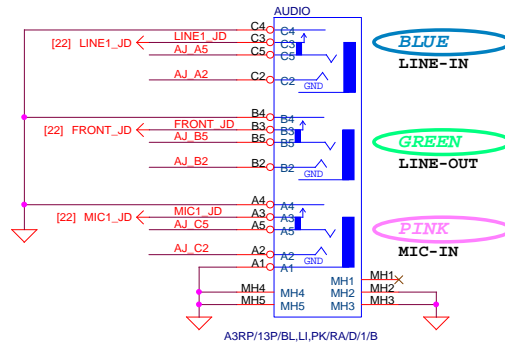 AUDIO
C4 C4
[22] LINE1_JD LINE1_JD C3 C3
AJ_A5 C5 C5
AJ_A2 C2 C2
GND
BLUE
LINE-IN
B4 B4
[22] FRONT_JD FRONT_JD B3 B3
AJ_B5 B5 B5
AJ_B2 B2 B2
GND
GREEN
LINE-OUT
A4 A4
[22] MIC1_JD MIC1_JD A3 A3
AJ_C5 A5 A5
AJ_C2 A2 A2
GND
A1 A1
PINK
MIC-IN
MH1 MH1
MH4 MH4 MH2 MH2
MH5 MH5 MH3 MH3
A3RP/13P/BL,LI,PK/RA/D/1/B